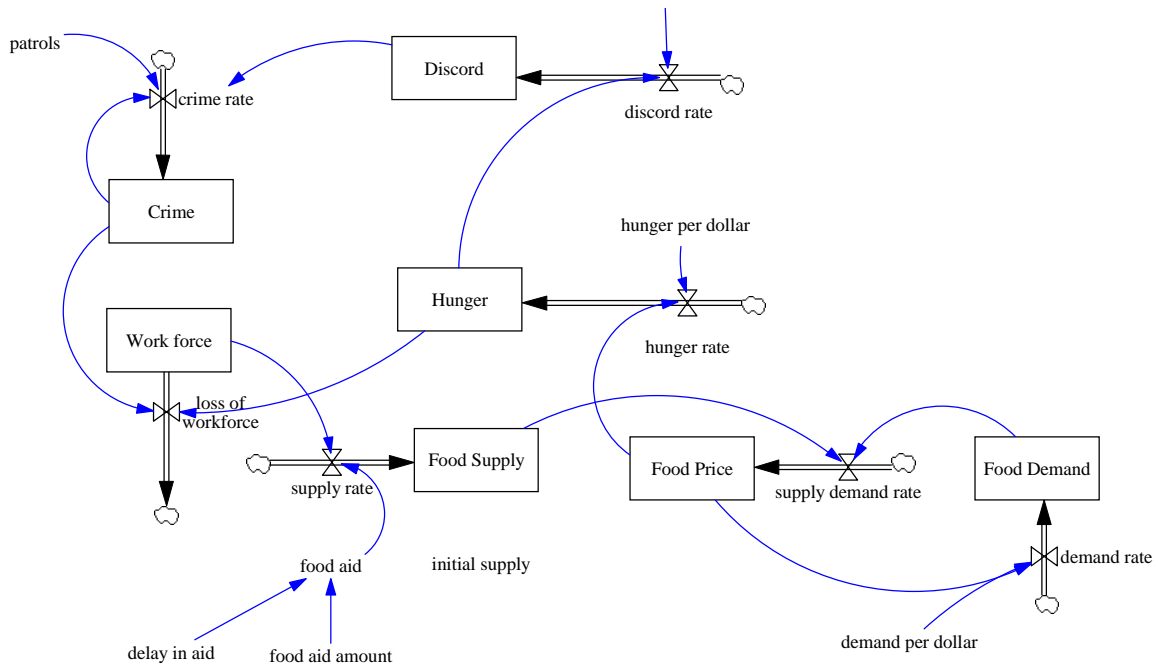 patrols
Discord
crime rate
discord rate
Crime
hunger per dollar
Hunger
Work force
hunger rate
loss of
workforce
Food Supply
Food Price
Food Demand
supply rate
supply demand rate
food aid
initial supply
demand rate
delay in aid
food aid amount
demand per dollar